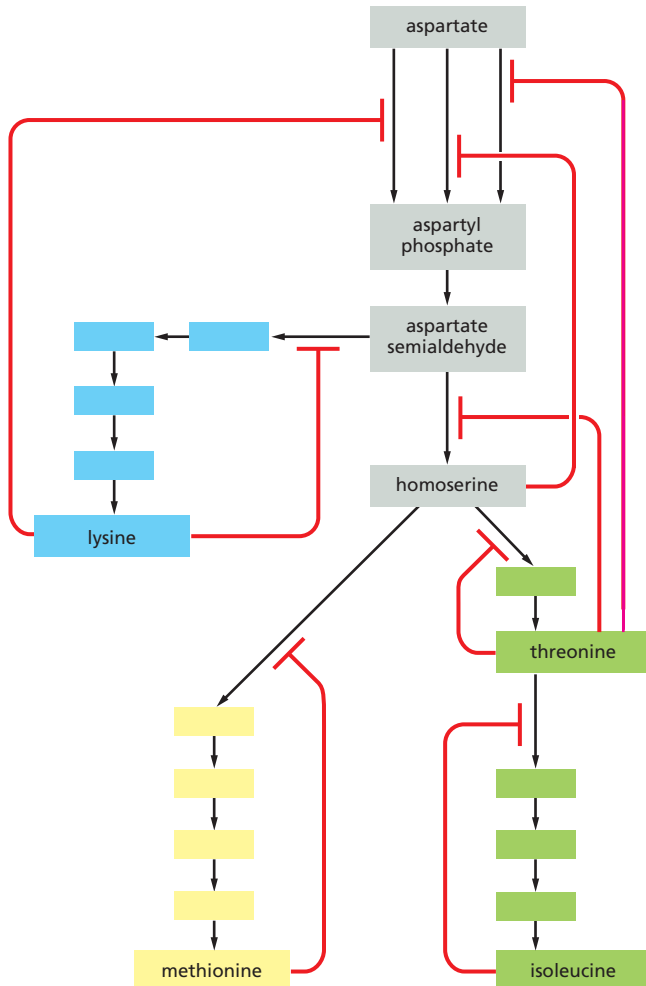 aspartate
aspartyl
phosphate
aspartate
semialdehyde
homoserine
lysine
threonine
methionine
isoleucine